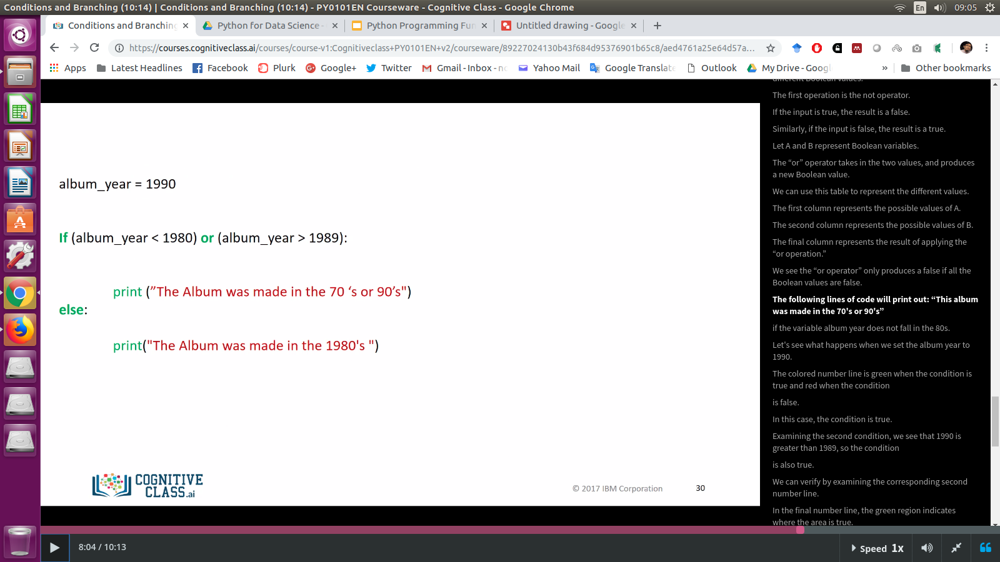 Conditions and Branching (10:14) | Conditions and Branching (10:14) - PY0101EN Courseware - Cognitive Class - Google Chrome
En
09:05
Conditions and Branching
Python for Data Science -
Python Programming Fun
Untitled drawing - Google
https://courses.cognitiveclass.ai/courses/course-v1:Cognitiveclass+PY0101EN+v2/courseware/89227024130b43f684d95376901b65c8/aed4761a25e64d57a...
Apps
Latest Headlines
Facebook
Plurk
Google+
Twitter
Gmail - Inbox - no
Yahoo Mail
Google Translate
Outlook
My Drive - Googl
»
Other bookmarks
album_year = 1990
If (album_year < 1980) or (album_year > 1989):
print (”The Album was made in the 70 ‘s or 90’s")
else:
print("The Album was made in the 1980's ")
COGNITIVE
CLASS.ai
© 2017 IBM Corporation
30
different Boolean values.
The first operation is the not operator.
If the input is true, the result is a false.
Similarly, if the input is false, the result is a true.
Let A and B represent Boolean variables.
The “or” operator takes in the two values, and produces
a new Boolean value.
We can use this table to represent the different values.
The first column represents the possible values of A.
The second column represents the possible values of B.
The final column represents the result of applying the
“or operation.”
We see the “or operator” only produces a false if all the
Boolean values are false.
The following lines of code will print out: “This album
was made in the 70's or 90's”
if the variable album year does not fall in the 80s.
Let's see what happens when we set the album year to
1990.
The colored number line is green when the condition is
true and red when the condition
is false.
In this case, the condition is true.
Examining the second condition, we see that 1990 is
greater than 1989, so the condition
is also true.
We can verify by examining the corresponding second
number line.
In the final number line, the green region indicates
where the area is true.
8:04 / 10:13
Speed 1x